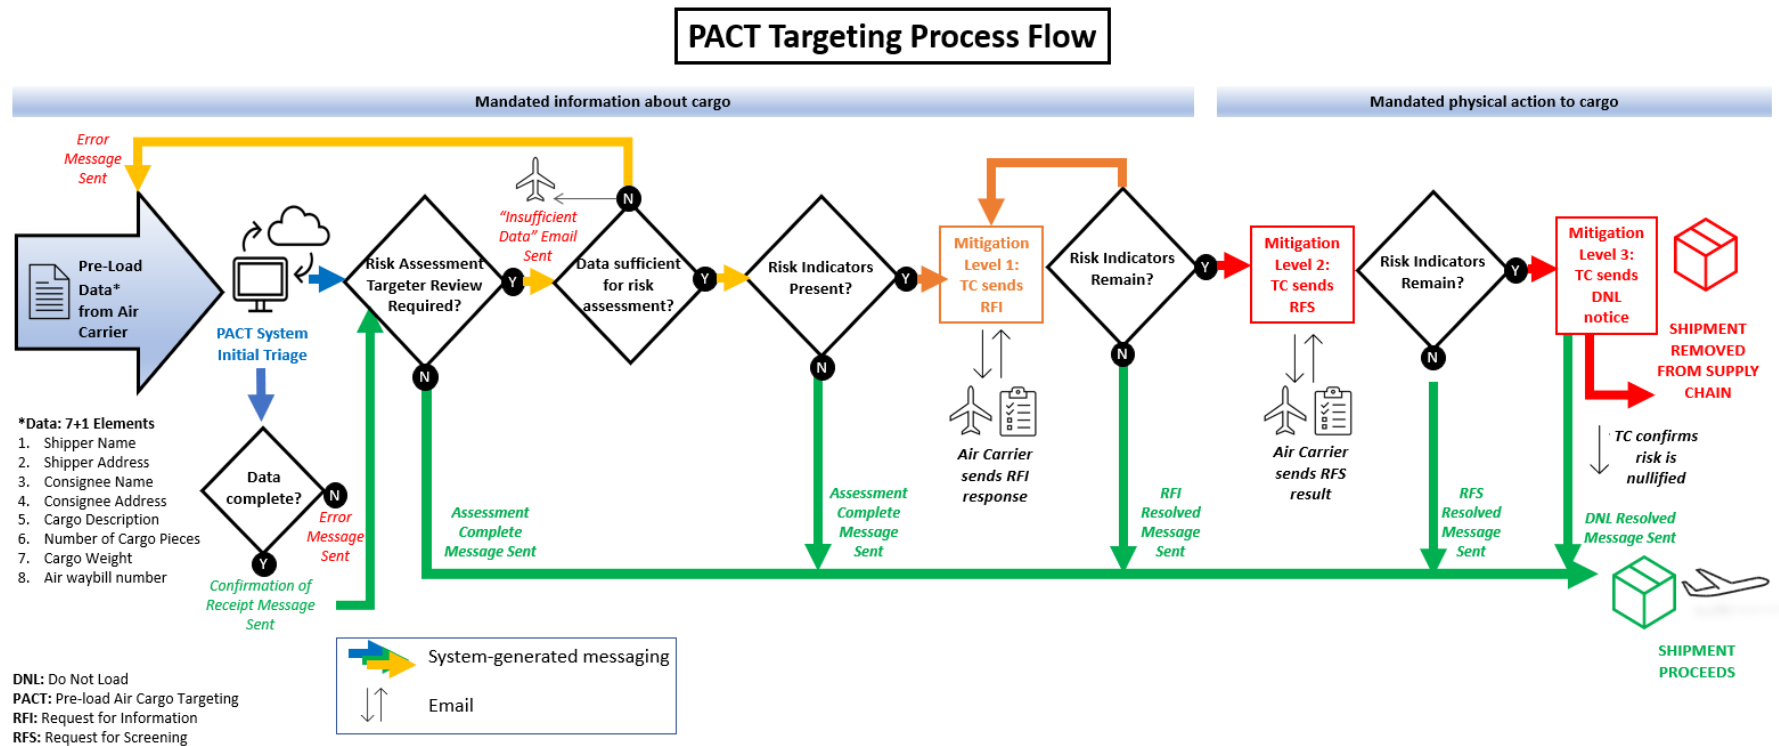 PACT Targeting Process Flow
Mandated information about cargo
Mandated physical action to cargo
Error
Message
Sent
Pre-Load
Data*
from Air
Carrier
PACT System
Initial Triage
Risk Assessment
Targeter Review
Required?
Y
N
"Insufficient
Data" Email
Sent
N
Data sufficient
for risk
assessment?
Y
Risk Indicators
Present?
Y
N
Mitigation
Level 1:
TC sends
RFI
Air Carrier
sends RFI
response
Risk Indicators
Remain?
Y
N
Mitigation
Level 2:
TC sends
RFS
Air Carrier
sends RFS
result
Risk Indicators
Remain?
Y
N
Mitigation
Level 3:
TC sends
DNL
notice
SHIPMENT
REMOVED
FROM SUPPLY
CHAIN
TC confirms
risk is
nullified
*Data: 7+1 Elements
1. Shipper Name
2. Shipper Address
3. Consignee Name
4. Consignee Address
5. Cargo Description
6. Number of Cargo Pieces
7. Cargo Weight
8. Air waybill number
Data
complete?
N
Error
Message
Sent
Y
Confirmation of
Receipt Message
Sent
Assessment
Complete
Message Sent
Assessment
Complete
Message
Sent
RFI
Resolved
Message
Sent
RFS
Resolved
Message
Sent
DNL Resolved
Message Sent
SHIPMENT
PROCEEDS
System-generated messaging
Email
DNL: Do Not Load
PACT: Pre-load Air Cargo Targeting
RFI: Request for Information
RFS: Request for Screening